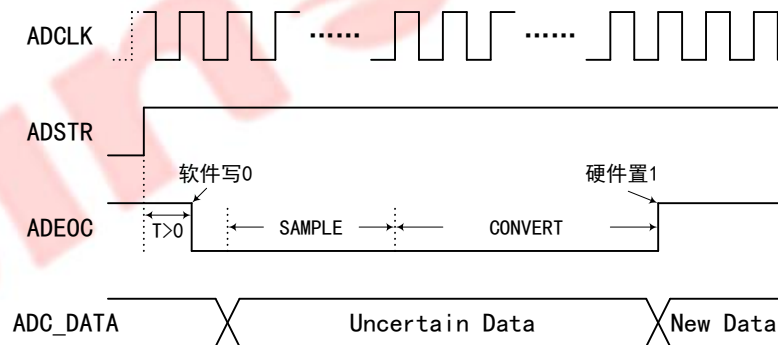 ADCLK
······ ······
ADSTR
软件写0 硬件置1
ADEOC T>0 SAMPLE CONVERT
ADC_DATA Uncertain Data New Data